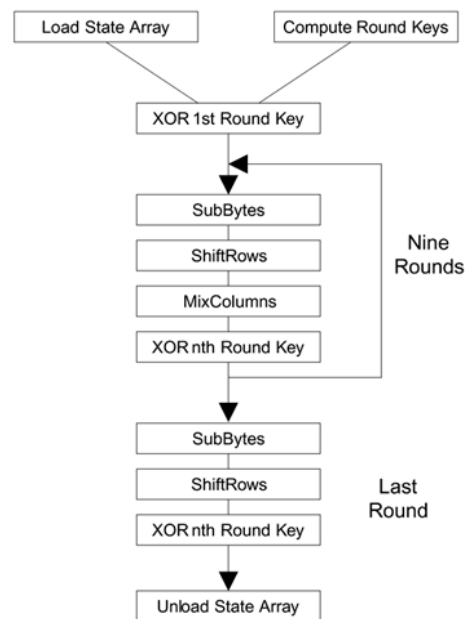 Load State Array
Compute Round Keys
XOR 1st Round Key
SubBytes
ShiftRows
MixColumns
XOR nth Round Key
Nine
Rounds
SubBytes
ShiftRows
XOR nth Round Key
Last
Round
Unload State Array